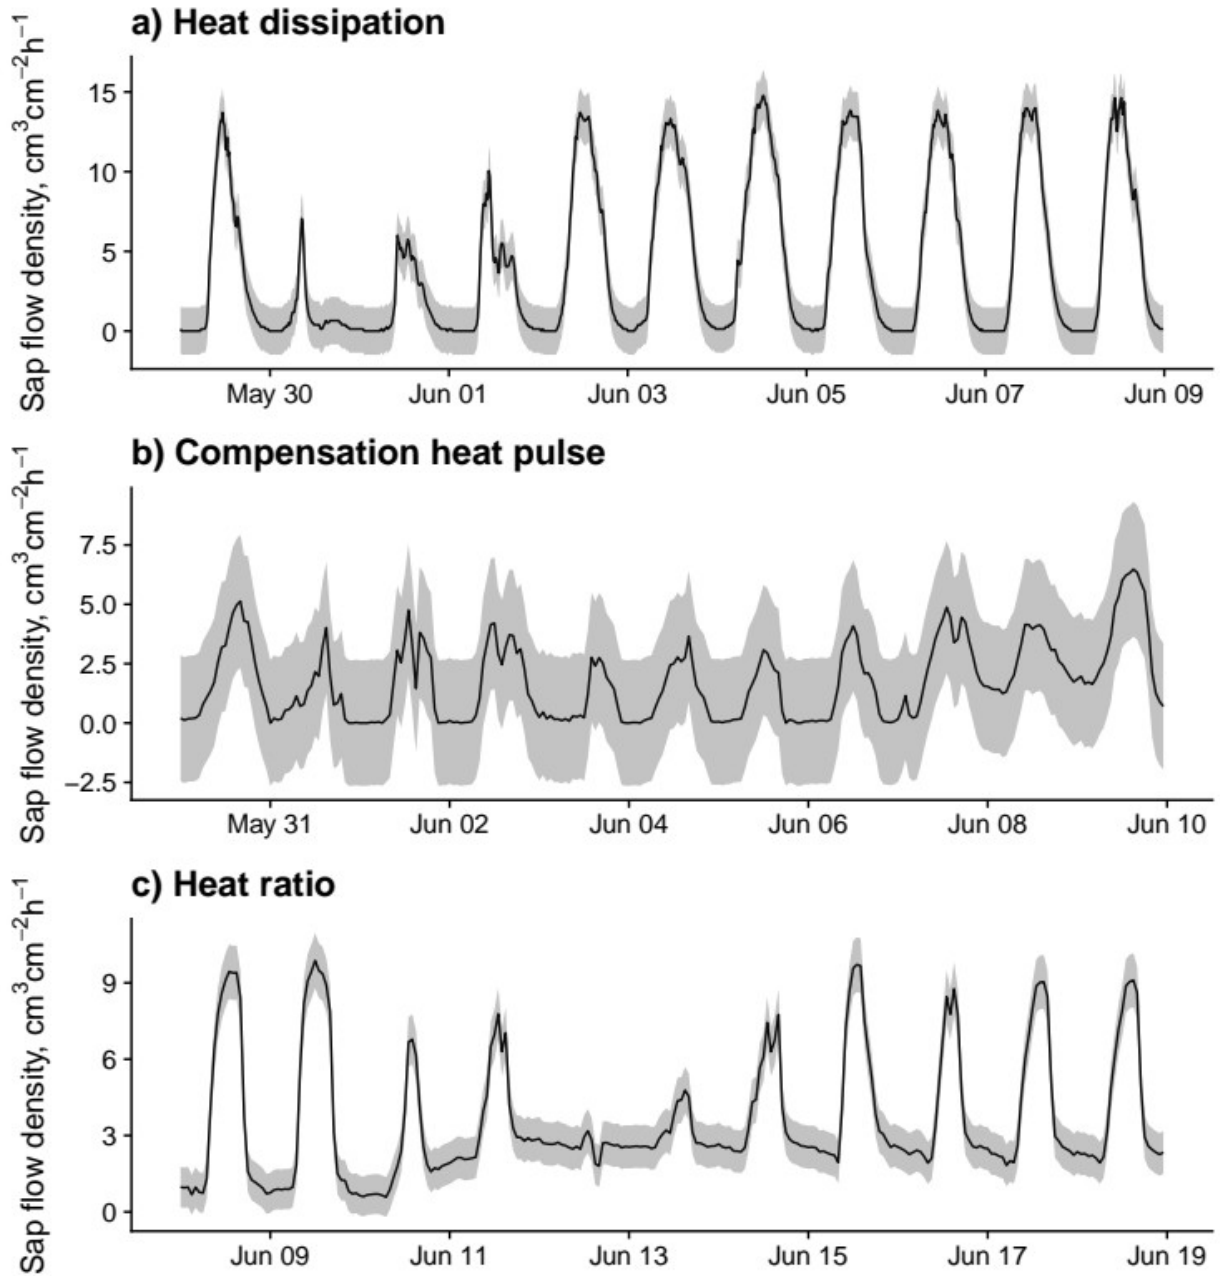 a) Heat dissipation
Sap flow density, cm³cm⁻²h⁻¹
15
10
5
0
May 30 Jun 01 Jun 03 Jun 05 Jun 07 Jun 09
b) Compensation heat pulse
Sap flow density, cm³cm⁻²h⁻¹
7.5
5.0
2.5
0.0
−2.5
May 31 Jun 02 Jun 04 Jun 06 Jun 08 Jun 10
c) Heat ratio
Sap flow density, cm³cm⁻²h⁻¹
9
6
3
0
Jun 09 Jun 11 Jun 13 Jun 15 Jun 17 Jun 19